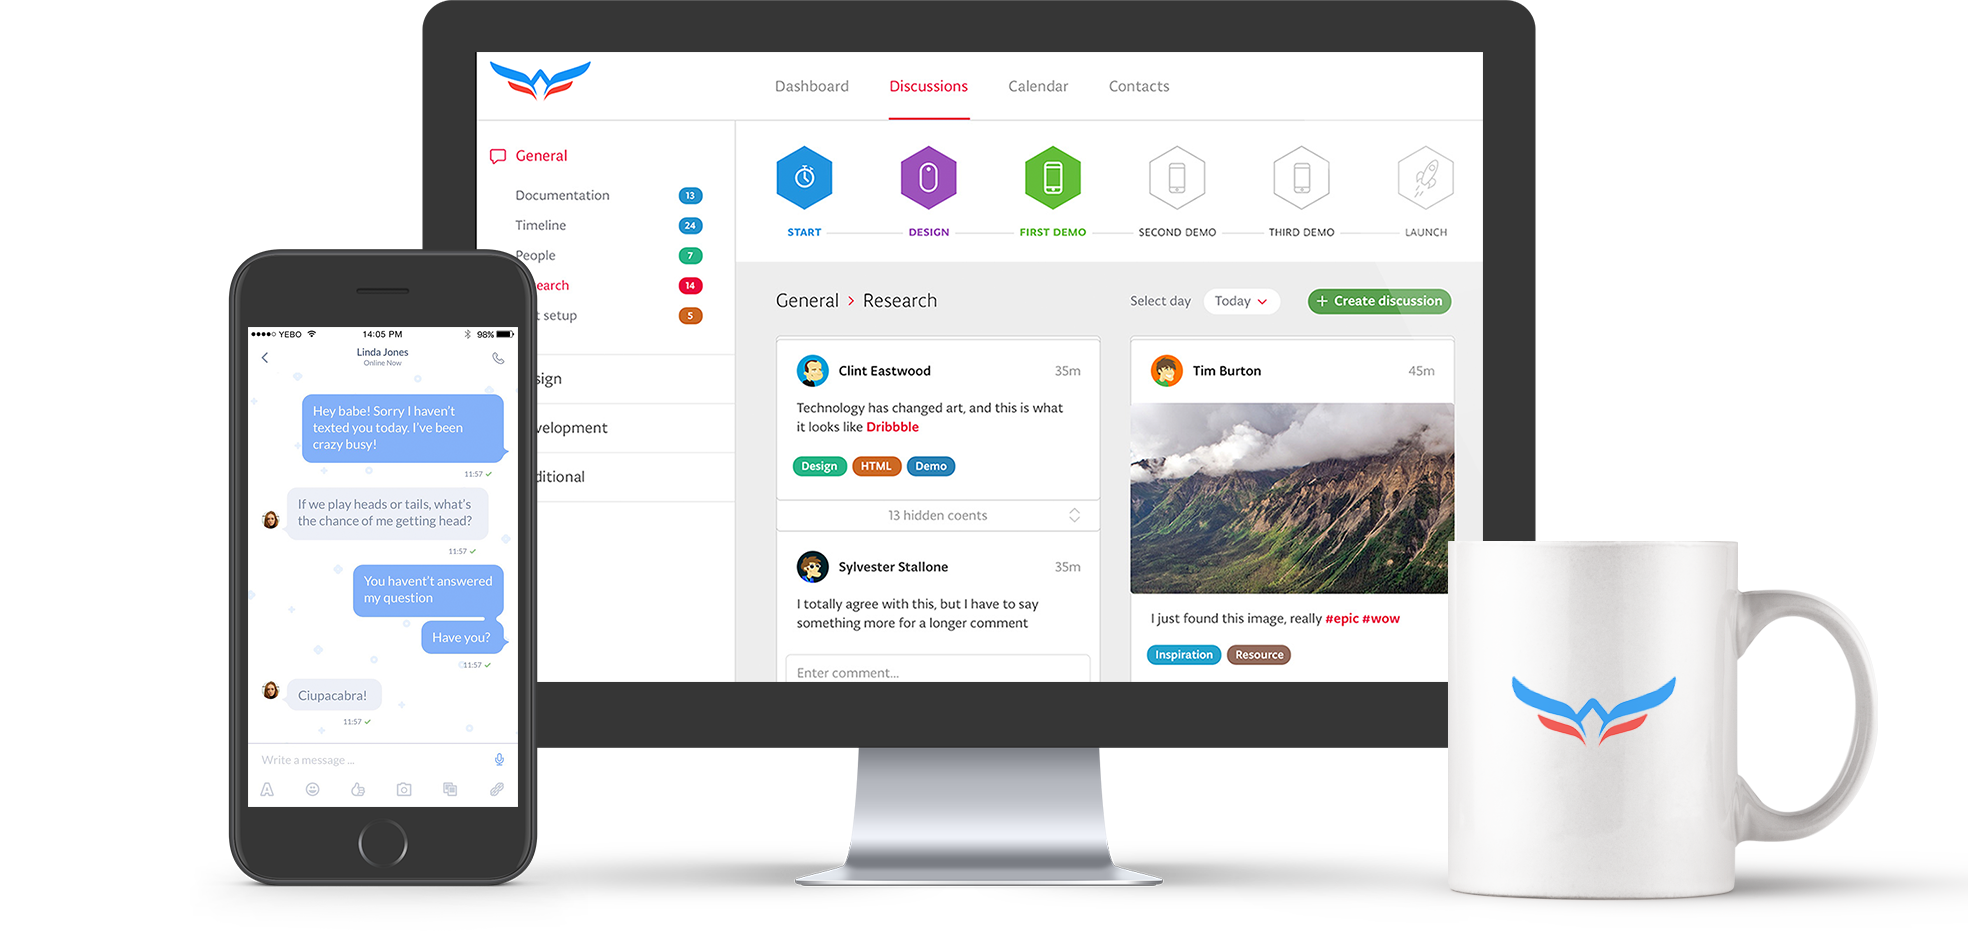 Dashboard
Discussions
Calendar
Contacts
General
Documentation 13
Timeline 24
People 7
earch 14
t setup 5
sign
velopment
ditional
START
DESIGN
FIRST DEMO
SECOND DEMO
THIRD DEMO
LAUNCH
General > Research
Select day
Today
+ Create discussion
Clint Eastwood 35m
Technology has changed art, and this is what
it looks like Dribbble
Design HTML Demo
13 hidden coents
Sylvester Stallone 35m
I totally agree with this, but I have to say
something more for a longer comment
Enter comment...
Tim Burton 45m
I just found this image, really #epic #wow
Inspiration Resource
YEBO 14:05 PM 98%
Linda Jones
Online Now
Hey babe! Sorry I haven't
texted you today. I've been
crazy busy!
11:57
If we play heads or tails, what's
the chance of me getting head?
11:57
You havent't answered
my question
Have you?
11:57
Ciupacabra!
11:57
Write a message ...